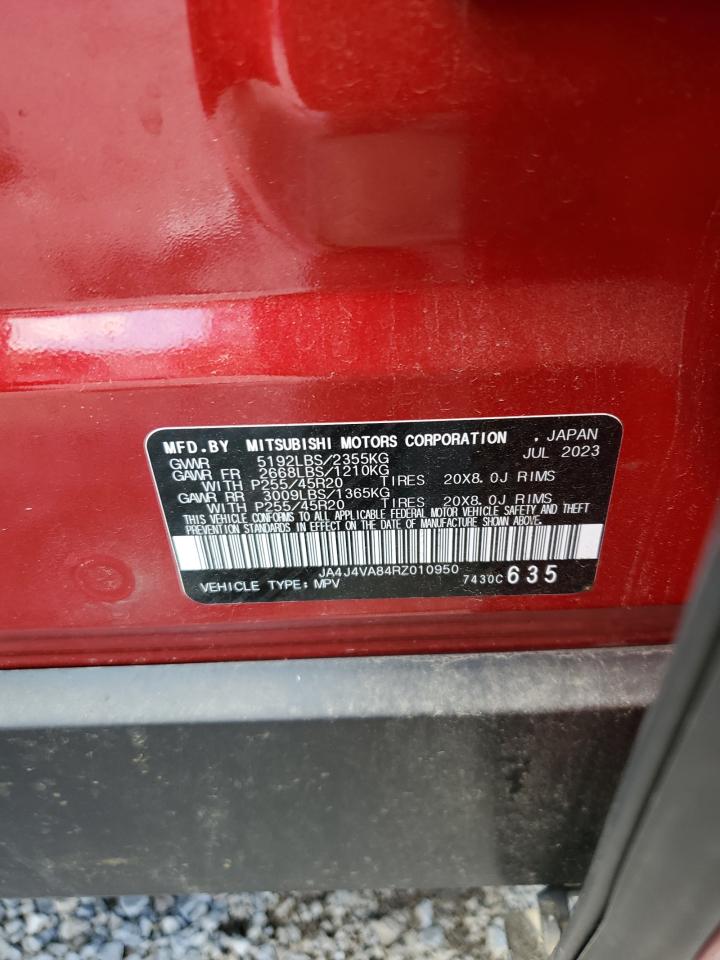 MFD.BY MITSUBISHI MOTORS CORPORATION , JAPAN
GVWR 5192LBS/2355KG JUL 2023
GAWR FR 2668LBS/1210KG
WITH P255/45R20 TIRES 20X8.0J RIMS
GAWR RR 3009LBS/1365KG
WITH P255/45R20 TIRES 20X8.0J RIMS
THIS VEHICLE CONFORMS TO ALL APPLICABLE FEDERAL MOTOR VEHICLE SAFETY AND THEFT
PREVENTION STANDARDS IN EFFECT ON THE DATE OF MANUFACTURE SHOWN ABOVE.
JA4J4VA84RZ010950
VEHICLE TYPE: MPV 7430C 635